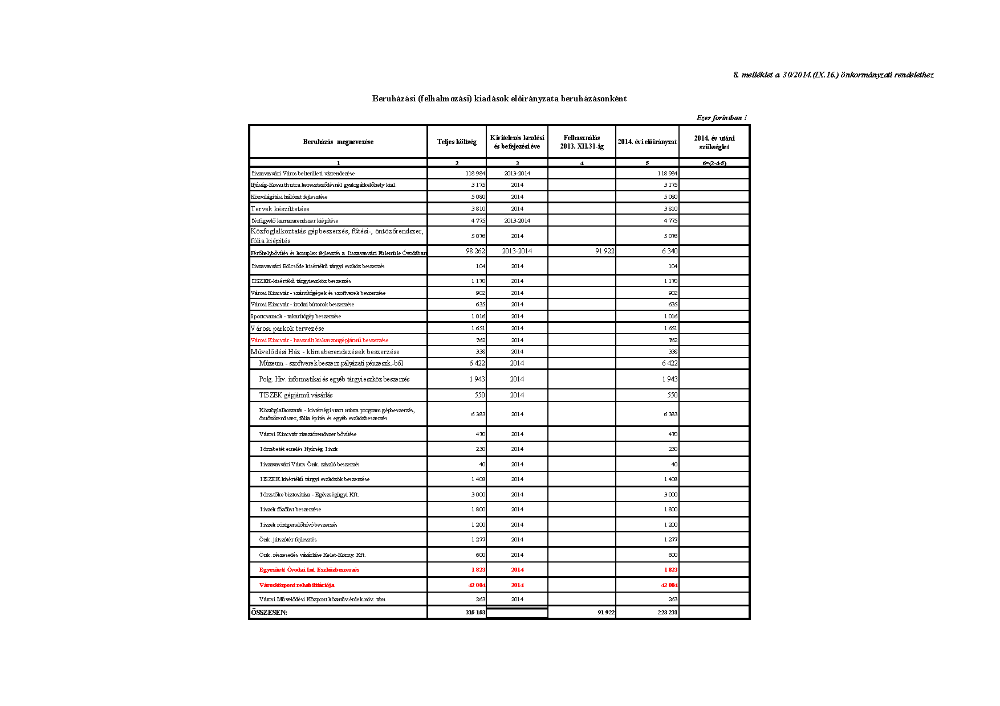 8. melléklet a 30/2014.(IX.16.) önkormányzati rendelethez
Beruházási (felhalmozási) kiadások előirányzata beruházásonként
Ezer forintban !
Beruházás megnevezése Teljes költség Kivitelezés kezdési és befejezési éve Felhasználás 2013. XII.31-ig 2014. évi előirányzat 2014. év utáni szükséglet
1 2 3 4 5 6=(2-4-5)
Tiszavasvári Város belterületi vízrendezése 118 984 2013-2014 118 984
Ifjúság-Kossuth utca kereszteződésnél gyalogátkelőhely kial. 3 175 2014 3 175
Közvilágítási hálózat fejlesztése 5 080 2014 5 080
Tervek készíttetése 3 810 2014 3 810
Térfigyelő kamararendszer kiépítése 4 775 2013-2014 4 775
Közfoglalkoztatás gépbeszerzés, fűtési-, öntözőrendszer,
fólia kiépítés 5 076 2014 5 076
Férőhelybővítés és komplex fejlesztés a Tiszavasvári Fülemüle Óvodában 98 262 2013-2014 91 922 6 340
Tiszavasvári Bölcsőde kisértékű tárgyi eszköz beszerzés 104 2014 104
TISZEK-kisértékű tárgyieszköz beszerzés 1 170 2014 1 170
Városi Kincstár - számítógépek és szoftverek beszerzése 902 2014 902
Városi Kincstár - irodai bútorok beszerzése 635 2014 635
Sportcsarnok - takarítógép beszerzése 1 016 2014 1 016
Városi parkok tervezése 1 651 2014 1 651
Városi Kincstár - használt kishaszongépjármű beszerzése 762 2014 762
Művelődési Ház - klímaberendezések beszerzése 338 2014 338
Múzeum - szoftverek beszerz.pályázati pénzeszk.-ből 6 422 2014 6 422
Polg. Hiv. informatikai és egyéb tárgyi eszköz beszerzés 1 943 2014 1 943
TISZEK gépjármű vásárlás 550 2014 550
Közfoglalkoztatás - kistérségi start minta program gépbeszerzés,
öntözőrendszer, fólia építés és egyéb eszközbeszerzés 6 383 2014 6 383
Városi Kincstár riasztórendszer bővítése 470 2014 470
Törzsbetét emelés Nyírség Tiszk 230 2014 230
Tiszavasvári Város Önk. zászló beszerzés 40 2014 40
TISZEK kisértékű tárgyi eszközök beszerzése 1 408 2014 1 408
Törzstőke biztosítása - Egészségügyi Kft. 3 000 2014 3 000
Tiszek főzőüst beszerzése 1 800 2014 1 800
Tiszek röntgenelőhívó beszerzés 1 200 2014 1 200
Önk. játszótér fejlesztés 1 277 2014 1 277
Önk. részesedés vásárláse Kelet-Körny. Kft. 600 2014 600
Egyesített Óvodai Int. Eszközbeszerzés 1 823 2014 1 823
Városközpont rehabilitációja 42 004 2014 42 004
Városi Művelődési Központ közműv.érdek.növ. tám 263 2014 263
ÖSSZESEN: 315 153 91 922 223 231